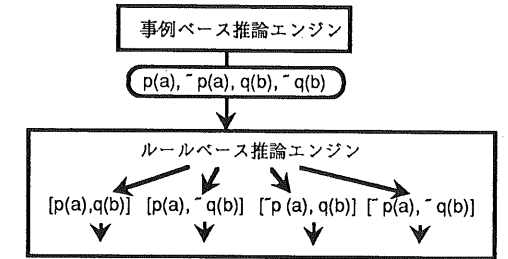 事例ベース推論エンジン
p(a), ~p(a), q(b), ~q(b)
ルールベース推論エンジン
[p(a),q(b)] [p(a), ~q(b)] [~p (a), q(b)] [~p(a), ~q(b)]